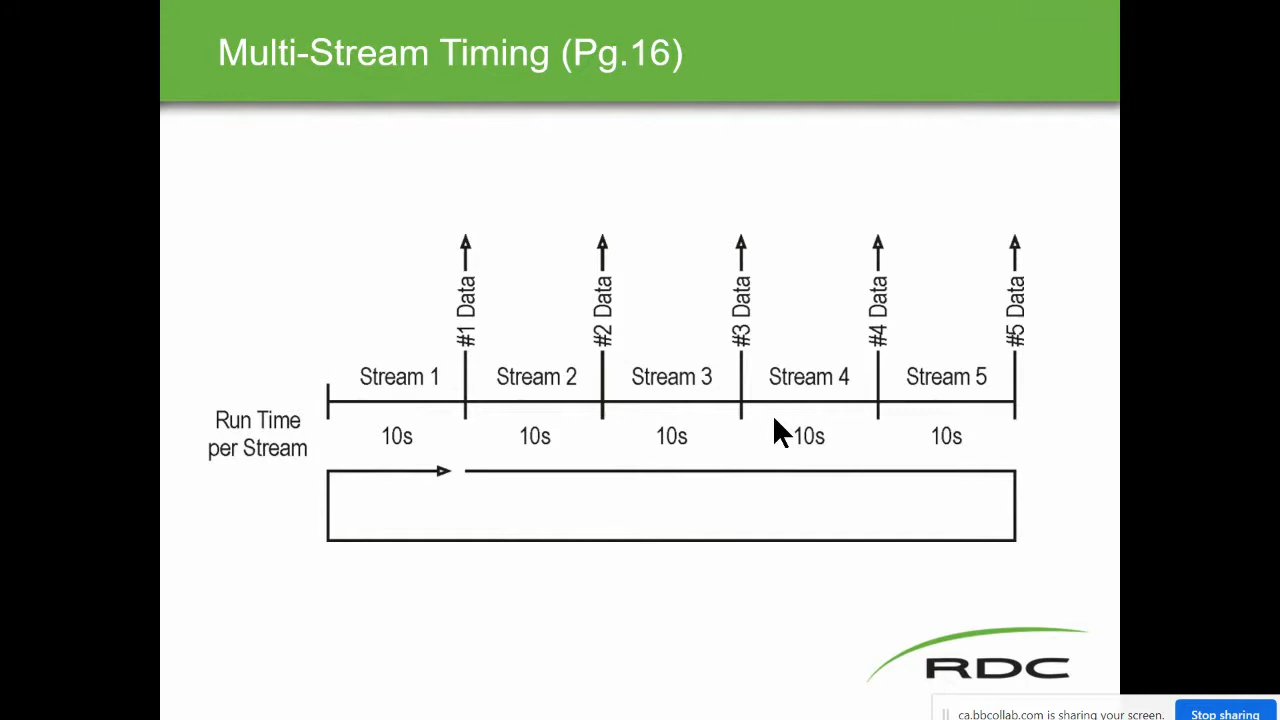 Multi-Stream Timing (Pg.16)
#1 Data
#2 Data
#3 Data
#4 Data
#5 Data
Stream 1
Stream 2
Stream 3
Stream 4
Stream 5
Run Time
per Stream
10s
10s
10s
10s
10s
RDC
ca.bbcollab.com is sharing your screen.
Stop sharing